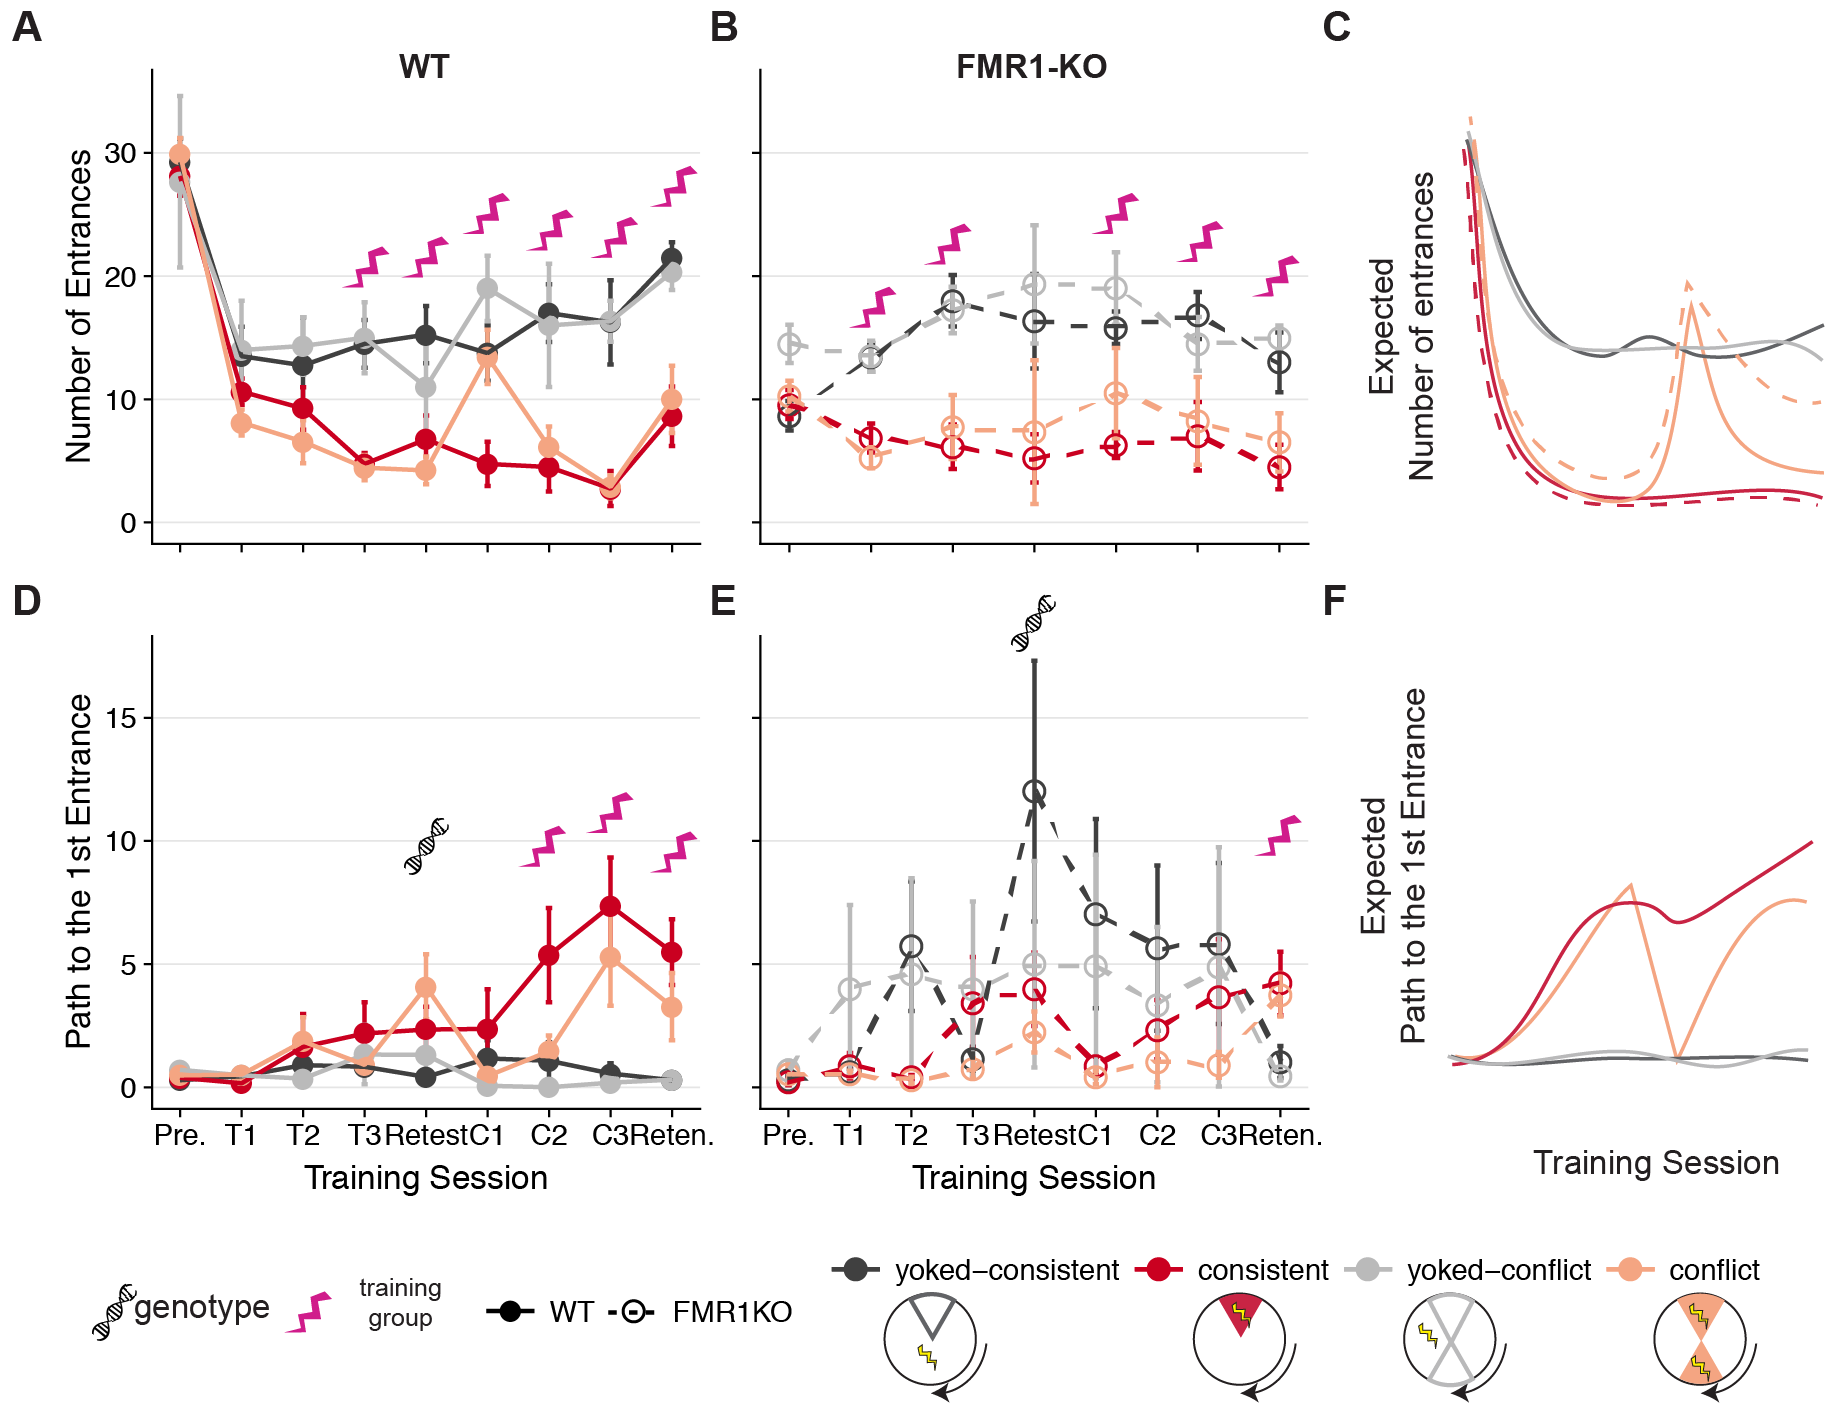 A
B
C
WT
FMR1-KO
Number of Entrances
30
20
10
0
Expected
Number of entrances
D
E
F
Path to the 1st Entrance
15
10
5
0
Expected
Path to the 1st Entrance
Pre. T1 T2 T3 Retest C1 C2 C3 Reten.
Pre. T1 T2 T3 Retest C1 C2 C3 Reten.
Training Session
Training Session
Training Session
yoked−consistent consistent yoked−conflict conflict
genotype
training
group
WT FMR1KO